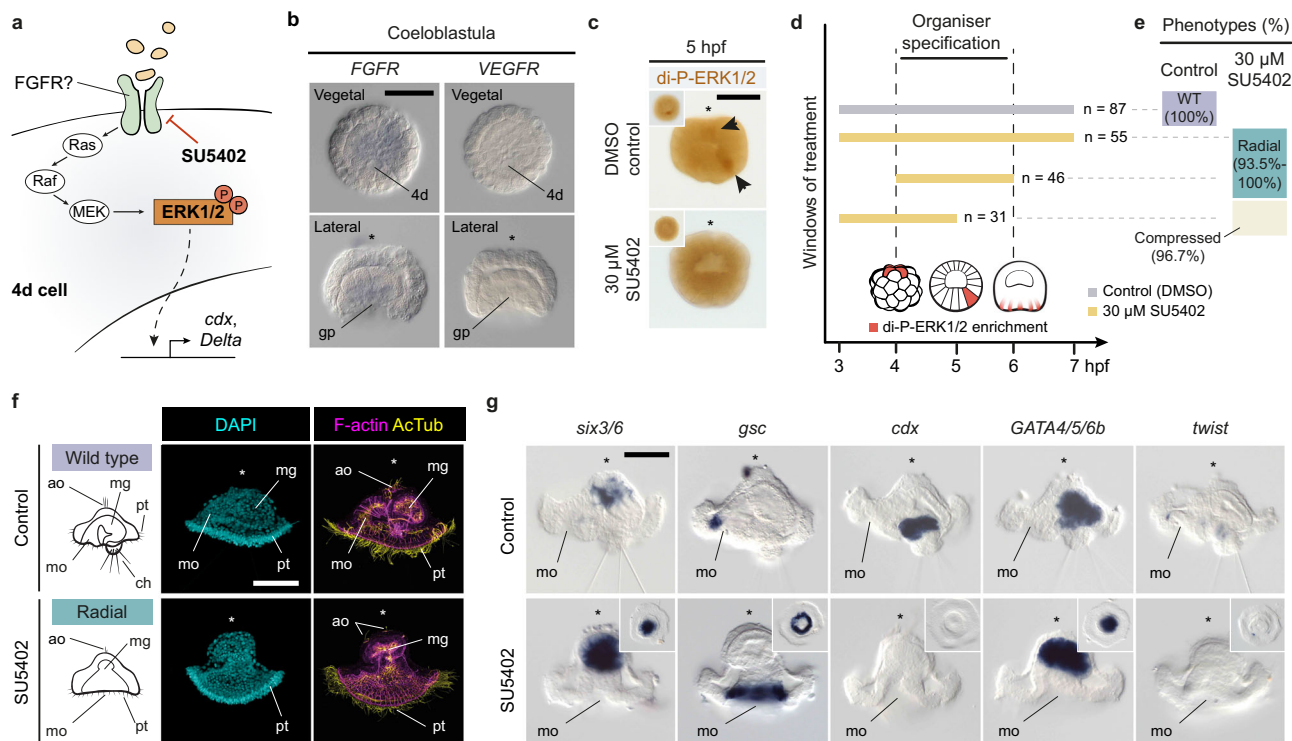 a
FGFR?
SU5402
Ras
Raf
MEK
ERK1/2
P
P
4d cell
cdx,
Delta
b
Coeloblastula
FGFR
VEGFR
Vegetal
Vegetal
4d
4d
Lateral
*
Lateral
*
gp
gp
c
5 hpf
di-P-ERK1/2
*
DMSO
control
*
30 µM
SU5402
d
Organiser
specification
Windows of treatment
n = 87
n = 55
n = 46
n = 31
di-P-ERK1/2 enrichment
Control (DMSO)
30 µM SU5402
3
4
5
6
7 hpf
e
Phenotypes (%)
Control
30 µM
SU5402
WT
(100%)
Radial
(93.5%-
100%)
Compressed
(96.7%)
f
DAPI
F-actin AcTub
Control
Wild type
ao
mg
pt
mo
ch
*
mg
mo
pt
*
ao
mg
mo
pt
SU5402
Radial
ao
mg
mo
pt
*
pt
*
ao
mg
pt
g
six3/6
gsc
cdx
GATA4/5/6b
twist
Control
*
*
*
*
*
mo
mo
mo
mo
mo
SU5402
*
*
*
*
*
mo
mo
mo
mo
mo